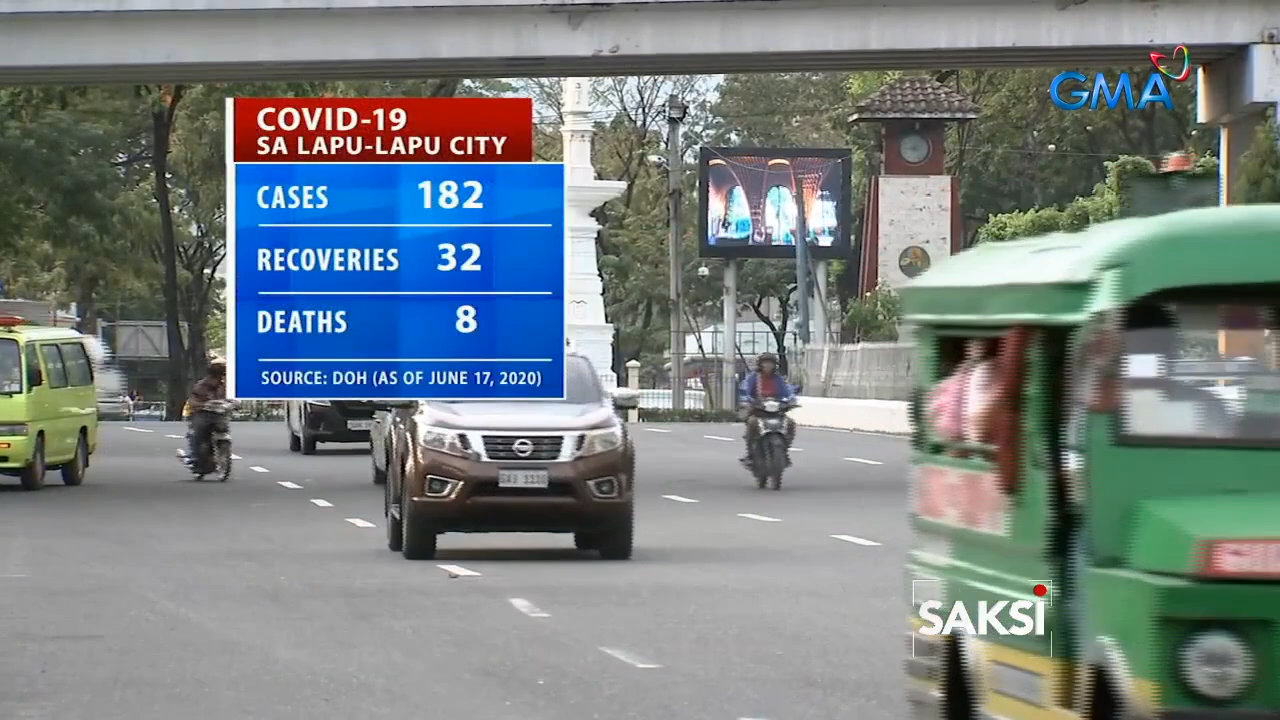 GMA
COVID-19
SA LAPU-LAPU CITY
CASES 182
RECOVERIES 32
DEATHS 8
SOURCE: DOH (AS OF JUNE 17, 2020)
SAKSI